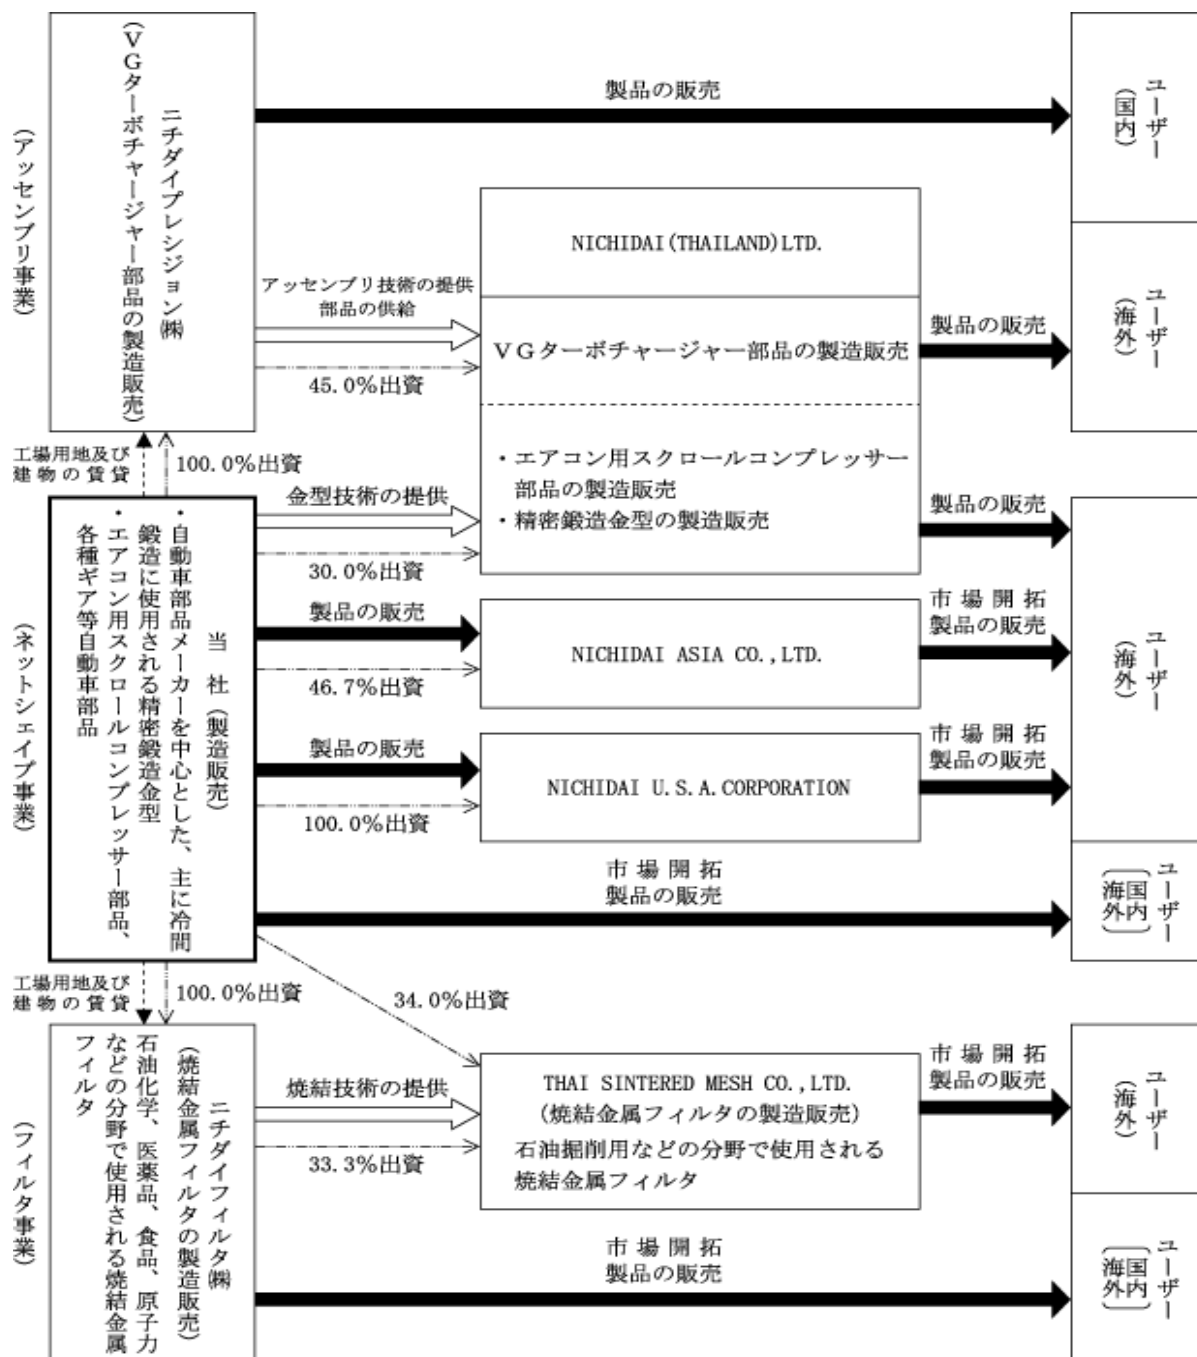 (アッセンブリ事業)
ニチダイプレシジョン㈱
(VGターボチャージャー部品の製造販売)
製品の販売
ユーザー
(国内)
NICHIDAI(THAILAND)LTD.
アッセンブリ技術の提供
部品の供給
45.0%出資
VGターボチャージャー部品の製造販売
製品の販売
ユーザー
(海外)
工場用地及び
建物の賃貸
100.0%出資
・エアコン用スクロールコンプレッサー
部品の製造販売
・精密鍛造金型の製造販売
金型技術の提供
30.0%出資
製品の販売
(ネットシェイプ事業)
当 社(製造販売)
・自動車部品メーカーを中心とした、主に冷間
鍛造に使用される精密鍛造金型
・エアコン用スクロールコンプレッサー部品、
各種ギア等自動車部品
製品の販売
46.7%出資
NICHIDAI ASIA CO.,LTD.
市場開拓
製品の販売
ユーザー
(海外)
製品の販売
100.0%出資
NICHIDAI U.S.A.CORPORATION
市場開拓
製品の販売
市場開拓
製品の販売
ユーザー
(国内
海外)
工場用地及び
建物の賃貸
100.0%出資
34.0%出資
(フィルタ事業)
ニチダイフィルタ㈱
(焼結金属フィルタの製造販売)
石油化学、医薬品、食品、原子力
などの分野で使用される焼結金属
フィルタ
焼結技術の提供
33.3%出資
THAI SINTERED MESH CO.,LTD.
(焼結金属フィルタの製造販売)
石油掘削用などの分野で使用される
焼結金属フィルタ
市場開拓
製品の販売
ユーザー
(海外)
市場開拓
製品の販売
ユーザー
(国内
海外)